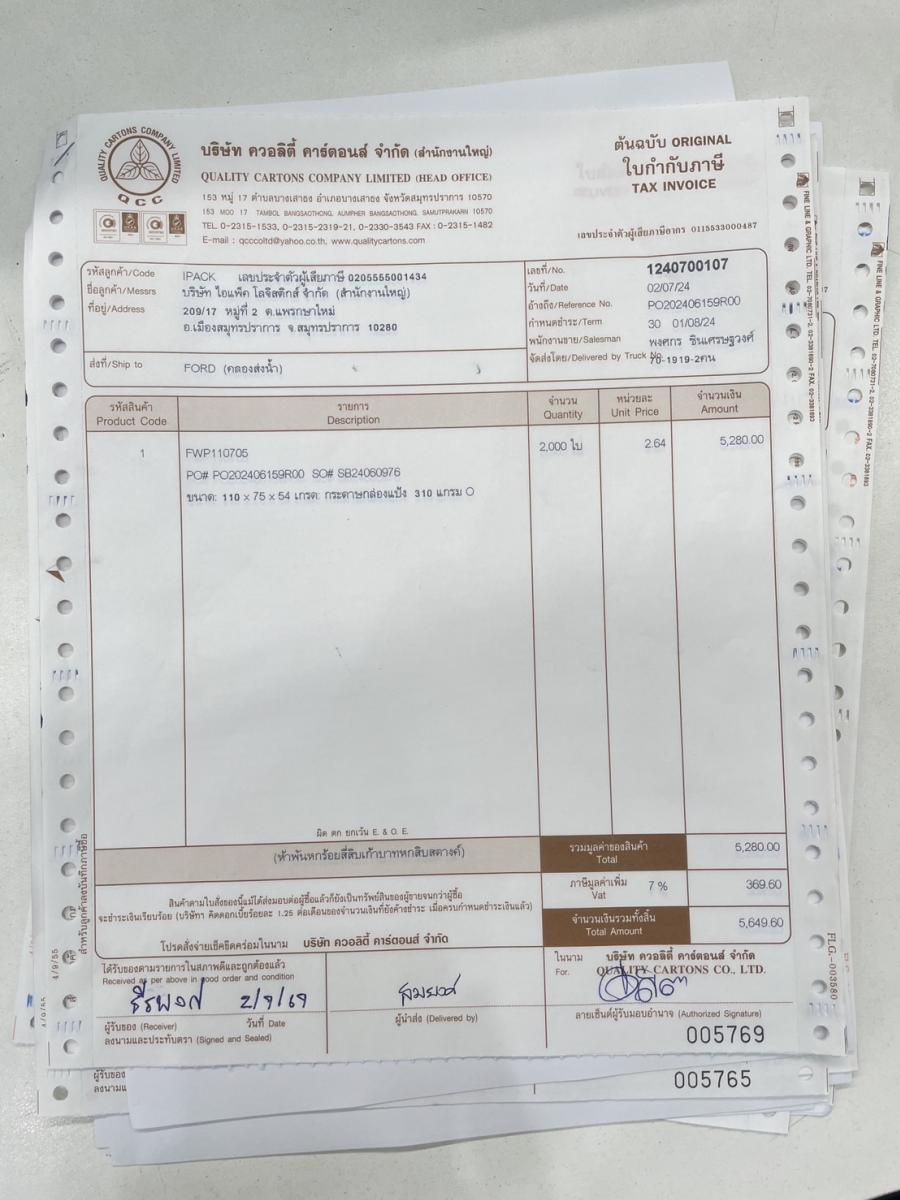 QUALITY CARTONS COMPANY LIMITED
QCC
บริษัท ควอลิตี้ คาร์ตอนส์ จำกัด (สำนักงานใหญ่)
QUALITY CARTONS COMPANY LIMITED (HEAD OFFICE)
153 หมู่ 17 ตำบลบางเสาธง อำเภอบางเสาธง จังหวัดสมุทรปราการ 10570
153 MOO 17 TAMBOL BANGSAOTHONG, AUMPHER BANGSAOTHONG, SAMUTPRAKARN 10570
TEL. 0-2315-1533, 0-2315-2319-21, 0-2330-3543 FAX : 0-2315-1482
E-mail : qcccoltd@yahoo.co.th, www.qualitycartons.com
ต้นฉบับ ORIGINAL
ใบกำกับภาษี
TAX INVOICE
เลขประจำตัวผู้เสียภาษีอากร 0115533000487
รหัสลูกค้า/Code IPACK เลขประจำตัวผู้เสียภาษี 0205555001434
ชื่อลูกค้า/Messrs บริษัท ไอแพ็ค โลจิสติกส์ จำกัด (สำนักงานใหญ่)
ที่อยู่/Address 209/17 หมู่ที่ 2 ต.แพรกษาใหม่
อ.เมืองสมุทรปราการ จ.สมุทรปราการ 10280
ส่งที่/Ship to FORD (คลองส่งน้ำ)
เลขที่/No. 1240700107
วันที่/Date 02/07/24
อ้างถึง/Reference No. PO202406159R00
กำหนดชำระ/Term 30 01/08/24
พนักงานขาย/Salesman พงศกร ชินเศรษฐวงศ์
จัดส่งโดย/Delivered by Truck No. 70-1919-2คน
รหัสสินค้า รายการ จำนวน หน่วยละ จำนวนเงิน
Product Code Description Quantity Unit Price Amount
1 FWP110705 2,000 ใบ 2.64 5,280.00
PO# PO202406159R00 SO# SB24060976
ขนาด: 110 x 75 x 54 เกรด: กระดาษกล่องแป้ง 310 แกรม O
ผิด ตก ยกเว้น E. & O. E.
(ห้าพันหกร้อยสี่สิบเก้าบาทหกสิบสตางค์)
รวมมูลค่าของสินค้า
Total 5,280.00
ภาษีมูลค่าเพิ่ม
Vat 7 % 369.60
จำนวนเงินรวมทั้งสิ้น
Total Amount 5,649.60
สินค้าตามใบสั่งของนี้แม้ได้ส่งมอบต่อผู้ซื้อแล้วก็ยังเป็นทรัพย์สินของผู้ขายจนกว่าผู้ซื้อ
จะชำระเงินเรียบร้อย (บริษัทฯ คิดดอกเบี้ยร้อยละ 1.25 ต่อเดือนของจำนวนเงินที่ยังค้างชำระ เมื่อครบกำหนดชำระเงินแล้ว)
โปรดสั่งจ่ายเช็คขีดคร่อมในนาม บริษัท ควอลิตี้ คาร์ตอนส์ จำกัด
ได้รับของตามรายการในสภาพดีและถูกต้องแล้ว
Received as per above in good order and condition
ผู้รับของ (Receiver) วันที่ Date
ลงนามและประทับตรา (Signed and Sealed)
ผู้นำส่ง (Delivered by)
ในนาม บริษัท ควอลิตี้ คาร์ตอนส์ จำกัด
For. QUALITY CARTONS CO., LTD.
ลายเซ็นต์ผู้รับมอบอำนาจ (Authorized Signature)
005769
สำหรับลูกค้าลงบันทึกภาษีซื้อ
4/9/55
FLG.-003580
FINE LINE & GRAPHIC LTD.
ผู้รับของ
005765